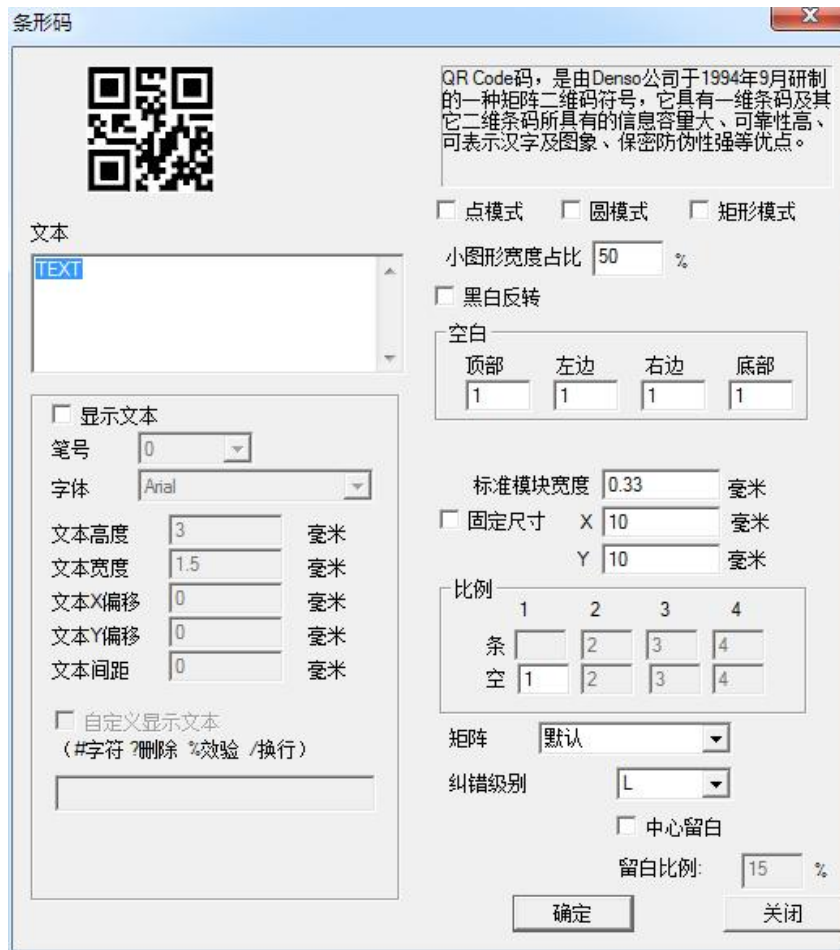 条形码
QR Code码，是由Denso公司于1994年9月研制
的一种矩阵二维码符号，它具有一维条码及其
它二维条码所具有的信息容量大、可靠性高、
可表示汉字及图象、保密防伪性强等优点。
点模式 圆模式 矩形模式
文本
小图形宽度占比 50 %
TEXT
黑白反转
空白
顶部 左边 右边 底部
1 1 1 1
显示文本
笔号 0
字体 Arial
文本高度 3 毫米
文本宽度 1.5 毫米
文本X偏移 0 毫米
文本Y偏移 0 毫米
文本间距 0 毫米
自定义显示文本
（#字符 ?删除 %效验 /换行）
标准模块宽度 0.33 毫米
固定尺寸 X 10 毫米
Y 10 毫米
比例
1 2 3 4
条 2 3 4
空 1 2 3 4
矩阵 默认
纠错级别 L
中心留白
留白比例: 15 %
确定 关闭